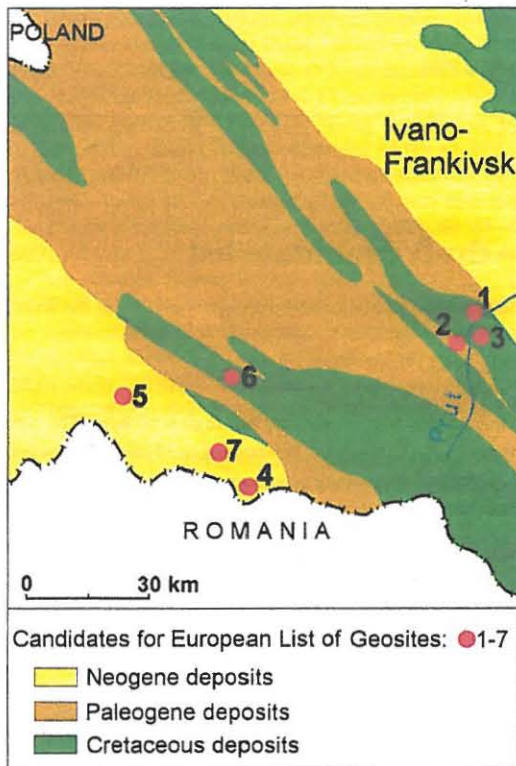 POLAND
Ivano-
Frankivsk
1
2
3
Prut
6
5
7
4
ROMANIA
0 30 km
Candidates for European List of Geosites: 1-7
Neogene deposits
Paleogene deposits
Cretaceous deposits